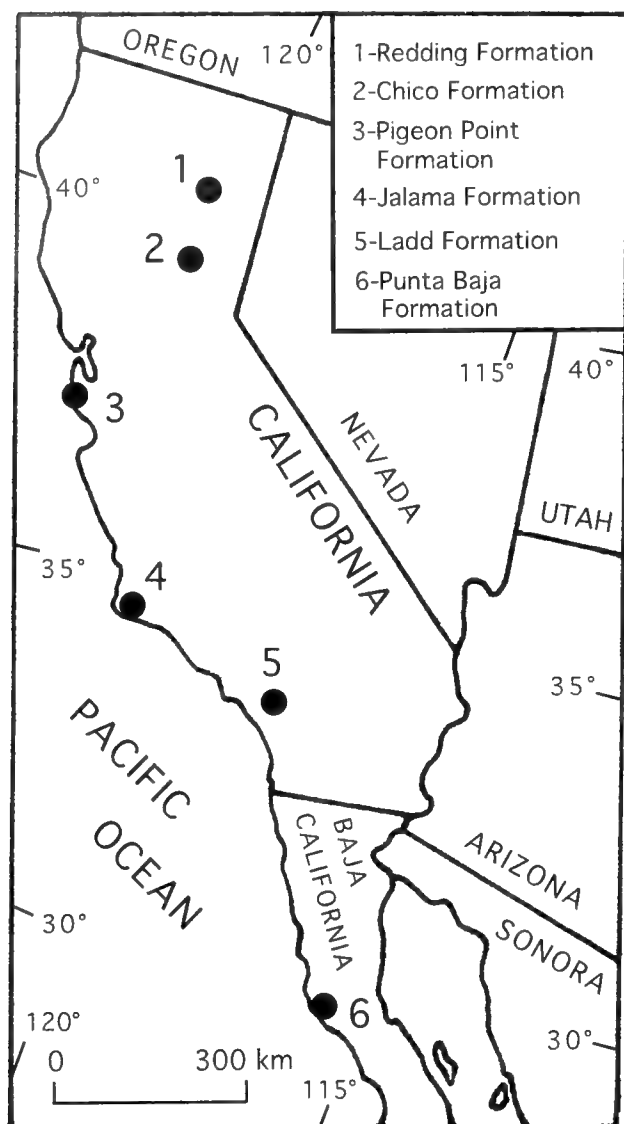 OREGON
120°
1-Redding Formation
2-Chico Formation
3-Pigeon Point
Formation
4-Jalama Formation
5-Ladd Formation
6-Punta Baja
Formation
40°
1
2
3
115°
40°
CALIFORNIA
NEVADA
UTAH
35°
4
5
35°
PACIFIC
OCEAN
BAJA
CALIFORNIA
ARIZONA
SONORA
30°
6
120°
0 300 km
115°
30°